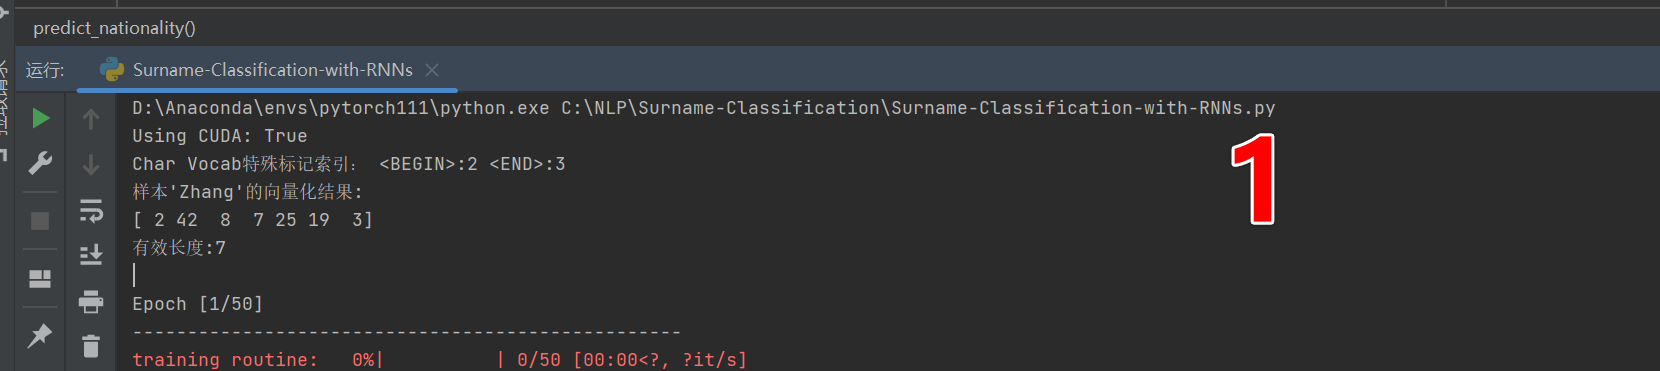 predict_nationality()
运行: Surname-Classification-with-RNNs
D:\Anaconda\envs\pytorch111\python.exe C:\NLP\Surname-Classification\Surname-Classification-with-RNNs.py
Using CUDA: True
Char Vocab特殊标记索引: <BEGIN>:2 <END>:3
1
样本'Zhang'的向量化结果:
[ 2 42  8  7 25 19  3]
有效长度:7
Epoch [1/50]
--------------------------------------------------
training routine:   0%|          | 0/50 [00:00<?, ?it/s]